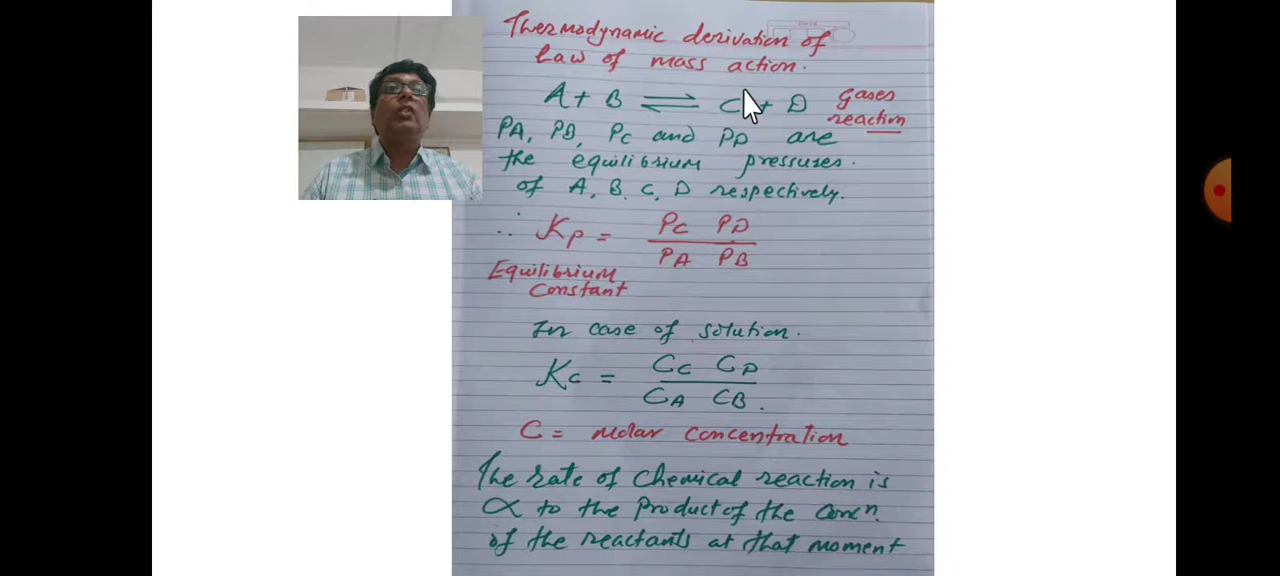 Thermodynamic derivation of
Law of mass action.
A + B ⇌ C + D
Gases
reaction
PA, PB, PC and PD are
the equilibrium pressures.
of A, B, C, D respectively.
∴ Kp = PC PD / PA PB
Equilibrium
Constant
In case of solution.
Kc = CC CD / CA CB.
C = molar concentration
The rate of Chemical reaction is
∝ to the Product of the Concn.
of the reactants at that moment